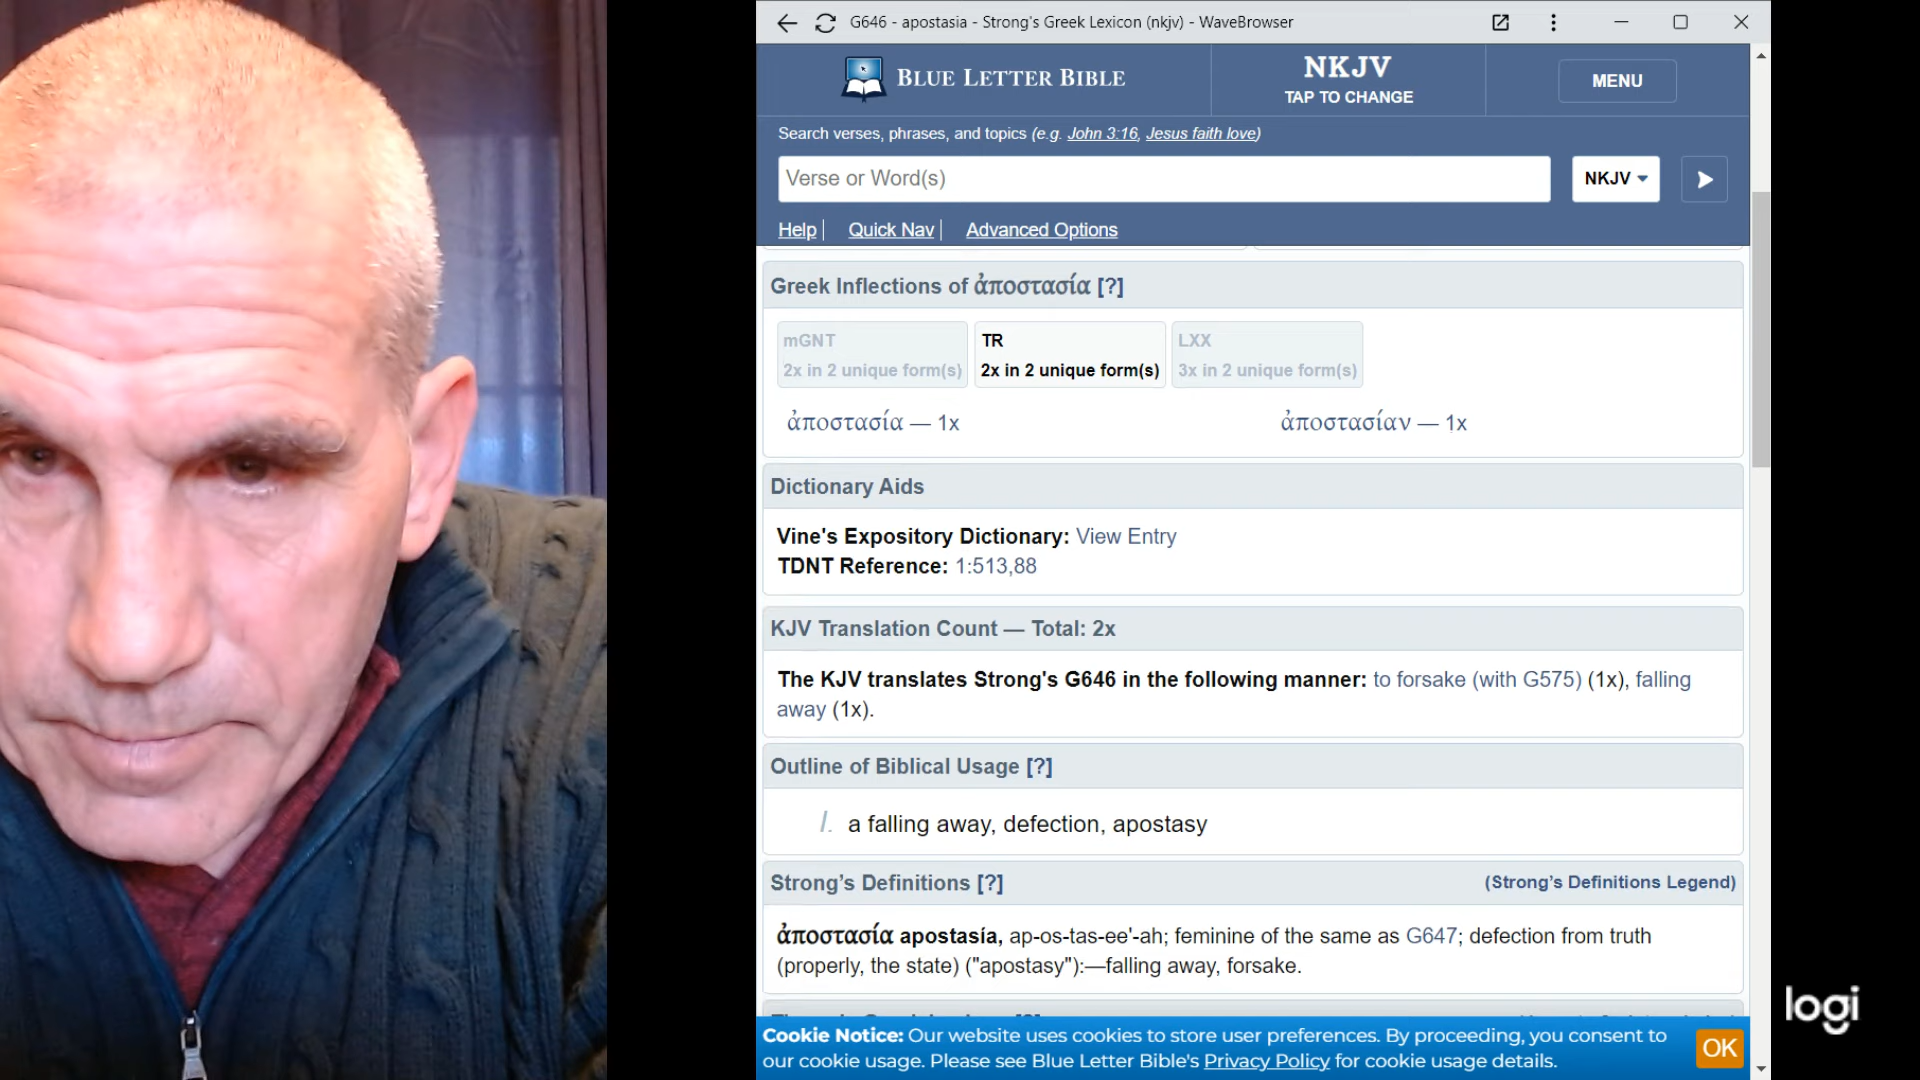 G646 - apostasia - Strong's Greek Lexicon (nkjv) - WaveBrowser
BLUE LETTER BIBLE
NKJV
TAP TO CHANGE
MENU
Search verses, phrases, and topics (e.g. John 3:16, Jesus faith love)
Verse or Word(s)
NKJV
Help | Quick Nav | Advanced Options
Greek Inflections of ἀποστασία [?]
mGNT
2x in 2 unique form(s)
TR
2x in 2 unique form(s)
LXX
3x in 2 unique form(s)
ἀποστασία — 1x
ἀποστασίαν — 1x
Dictionary Aids
Vine's Expository Dictionary: View Entry
TDNT Reference: 1:513,88
KJV Translation Count — Total: 2x
The KJV translates Strong's G646 in the following manner: to forsake (with G575) (1x), falling
away (1x).
Outline of Biblical Usage [?]
I. a falling away, defection, apostasy
Strong’s Definitions [?]
(Strong’s Definitions Legend)
ἀποστασία apostasía, ap-os-tas-ee'-ah; feminine of the same as G647; defection from truth
(properly, the state) ("apostasy"):—falling away, forsake.
Cookie Notice: Our website uses cookies to store user preferences. By proceeding, you consent to
our cookie usage. Please see Blue Letter Bible's Privacy Policy for cookie usage details.
OK
logi